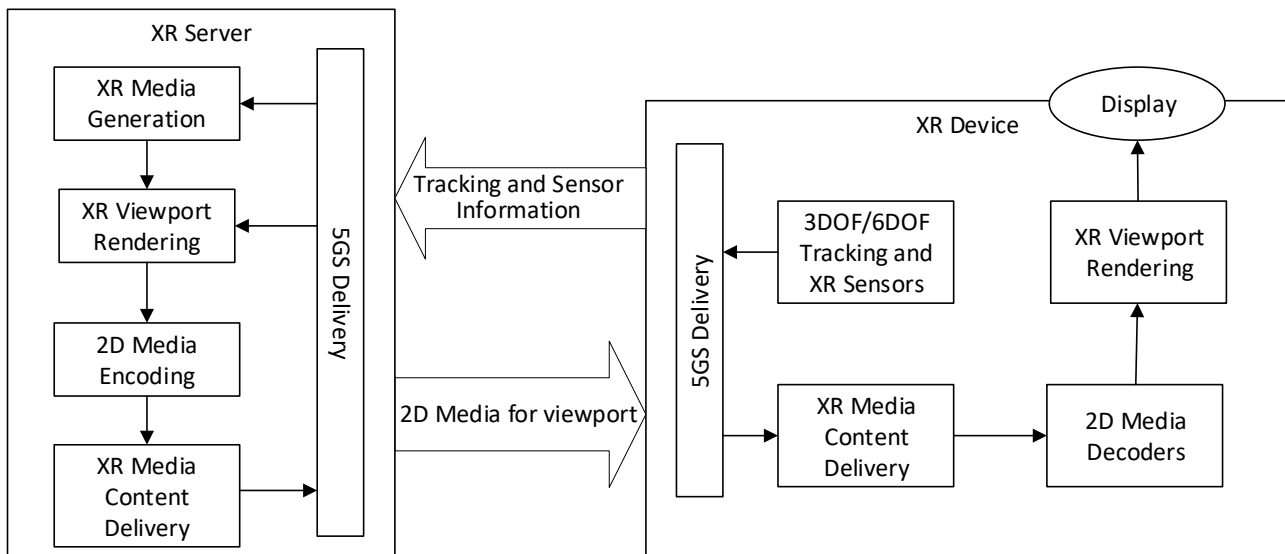 XR Server
XR Media
Generation
XR Viewport
Rendering
2D Media
Encoding
XR Media
Content
Delivery
5GS Delivery
Tracking and Sensor
Information
2D Media for viewport
XR Device
Display
5GS Delivery
3DOF/6DOF
Tracking and
XR Sensors
XR Viewport
Rendering
XR Media
Content
Delivery
2D Media
Decoders